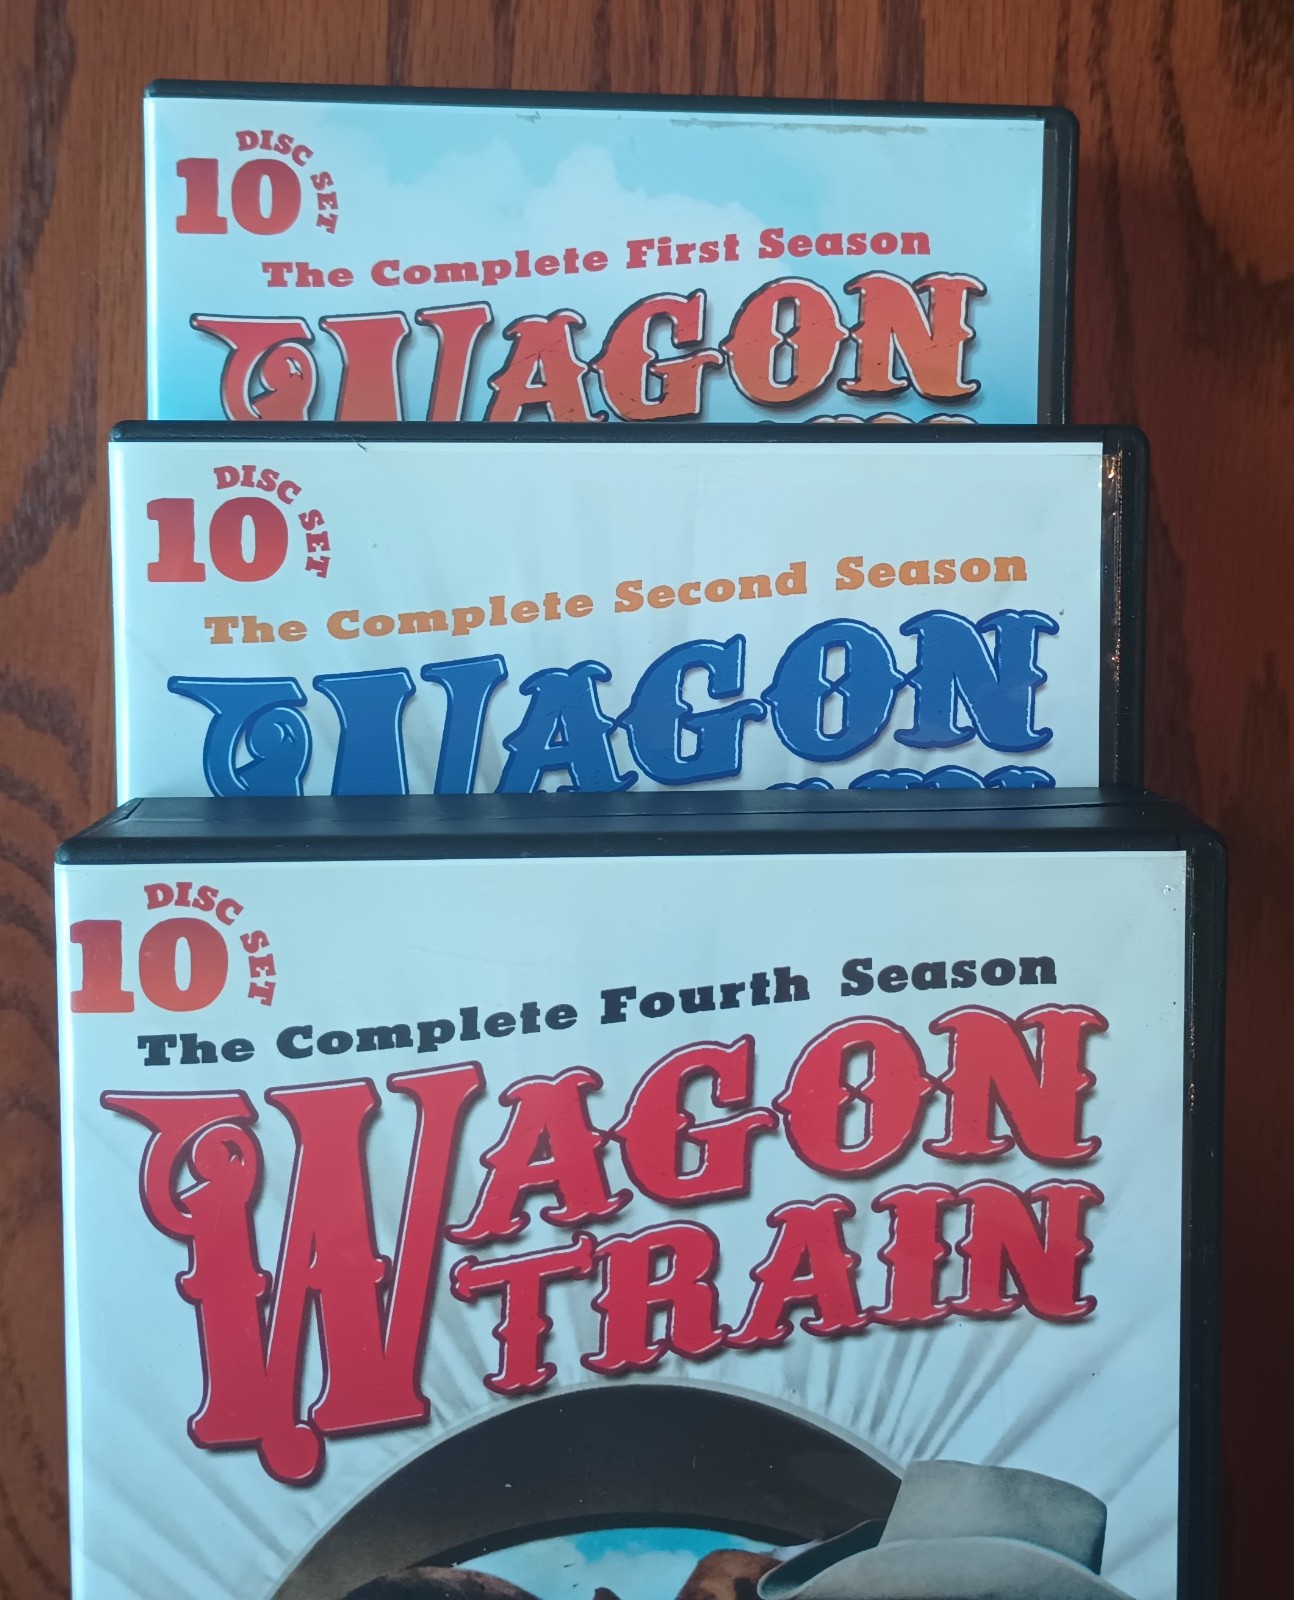 10 DISC SET
The Complete First Season
WAGON
10 DISC SET
The Complete Second Season
WAGON
10 DISC SET
The Complete Fourth Season
WAGON
TRAIN